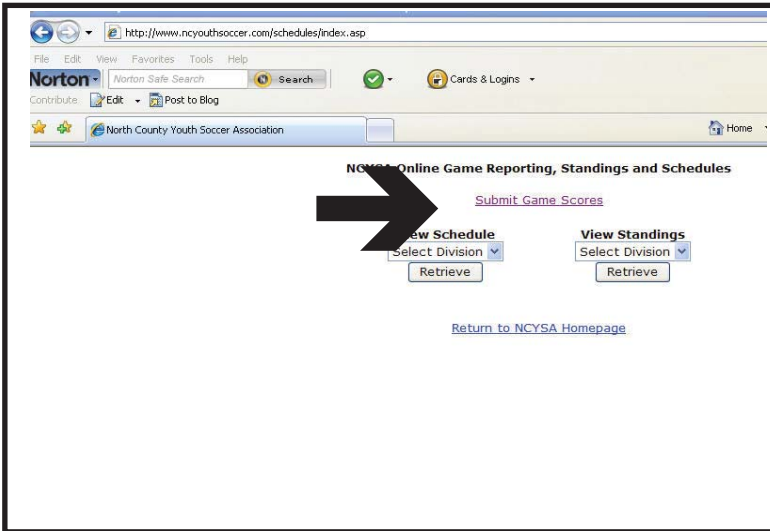 http://www.ncyouthsoccer.com/schedules/index.asp
File Edit View Favorites Tools Help
Norton Norton Safe Search Search Cards & Logins
Contribute Edit Post to Blog
North County Youth Soccer Association Home
NCYSA Online Game Reporting, Standings and Schedules
Submit Game Scores
View Schedule View Standings
Select Division Select Division
Retrieve Retrieve
Return to NCYSA Homepage